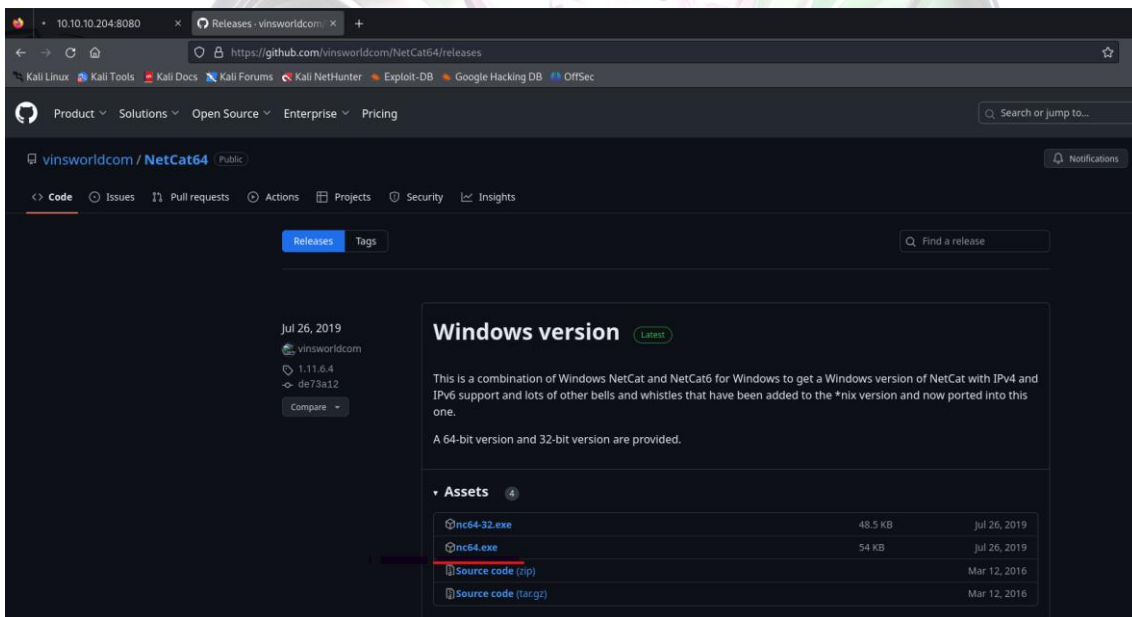 10.10.10.204:8080 × Releases · vinsworldcom/ × +
https://github.com/vinsworldcom/NetCat64/releases
Kali Linux Kali Tools Kali Docs Kali Forums Kali NetHunter Exploit-DB Google Hacking DB OffSec
Product Solutions Open Source Enterprise Pricing Search or jump to...
vinsworldcom / NetCat64 Public Notifications
<> Code Issues Pull requests Actions Projects Security Insights
Releases Tags Find a release
Jul 26, 2019
vinsworldcom
1.11.6.4
de73a12
Compare
Windows version Latest
This is a combination of Windows NetCat and NetCat6 for Windows to get a Windows version of NetCat with IPv4 and
IPv6 support and lots of other bells and whistles that have been added to the *nix version and now ported into this
one.
A 64-bit version and 32-bit version are provided.
Assets 4
nc64-32.exe 48.5 KB Jul 26, 2019
nc64.exe 54 KB Jul 26, 2019
Source code (zip) Mar 12, 2016
Source code (tar.gz) Mar 12, 2016